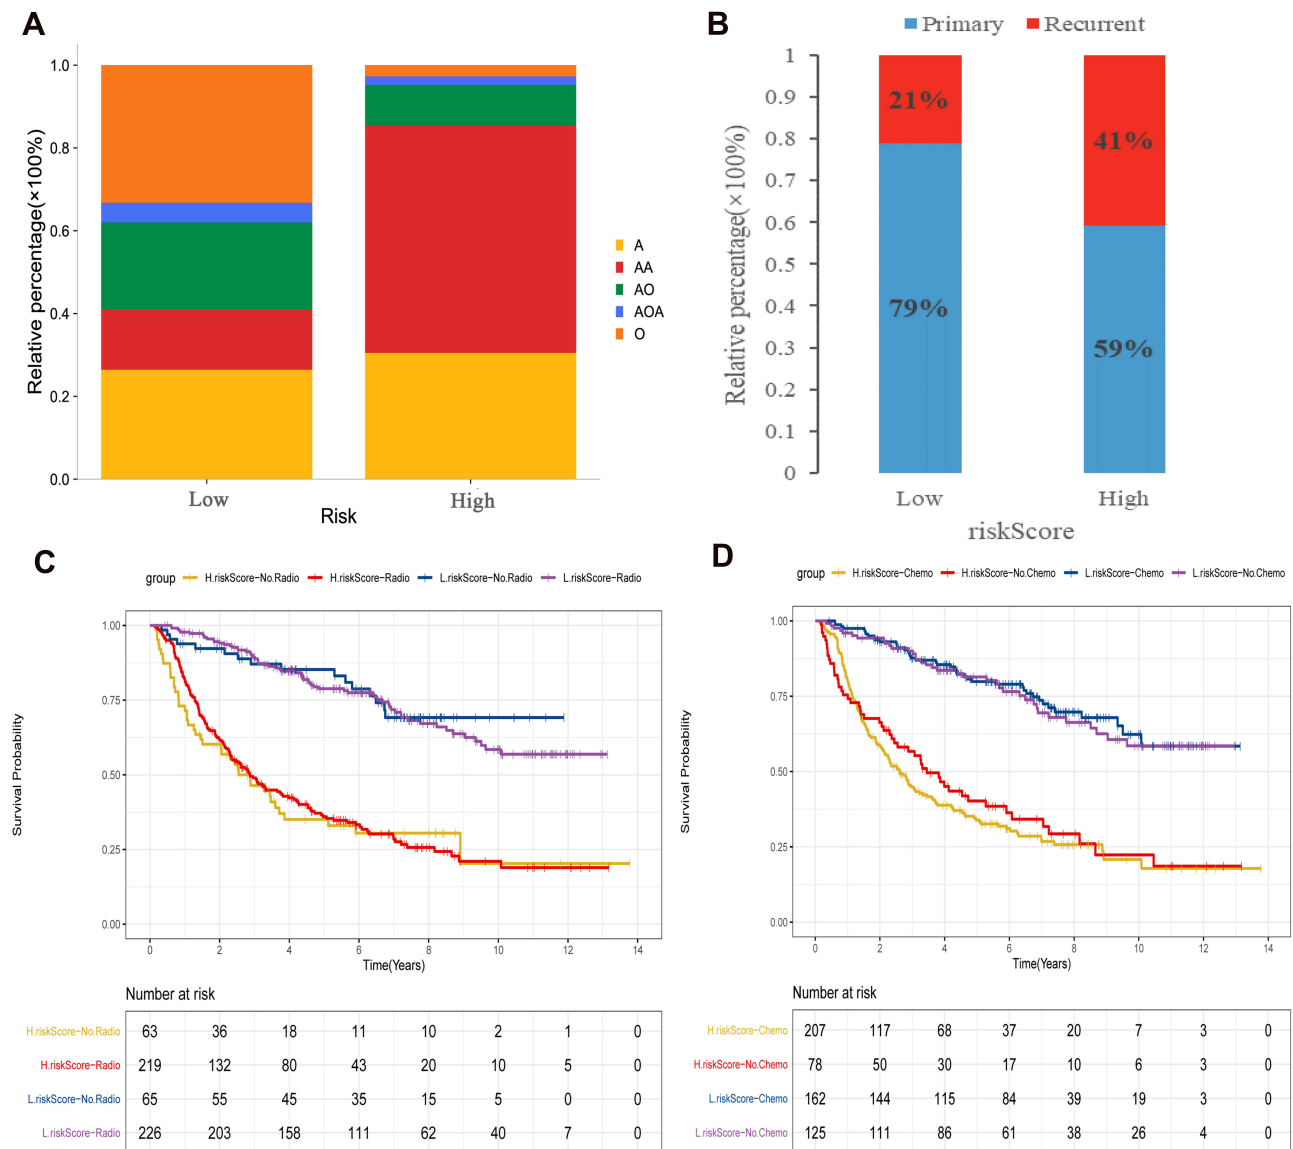 A
Relative percentage(×100%)
1.0
0.8
0.6
0.4
0.2
0.0
Low
High
Risk
A
AA
AO
AOA
O
B
Primary
Recurrent
Relative percentage(×100%)
1
0.9
0.8
0.7
0.6
0.5
0.4
0.3
0.2
0.1
0
21%
79%
41%
59%
Low
High
riskScore
C
group H.riskScore-No.Radio H.riskScore-Radio L.riskScore-No.Radio L.riskScore-Radio
Survival Probability
1.00
0.75
0.50
0.25
0.00
0 2 4 6 8 10 12 14
Time(Years)
Number at risk
H.riskScore-No.Radio 63 36 18 11 10 2 1 0
H.riskScore-Radio 219 132 80 43 20 10 5 0
L.riskScore-No.Radio 65 55 45 35 15 5 0 0
L.riskScore-Radio 226 203 158 111 62 40 7 0
D
group H.riskScore-Chemo H.riskScore-No.Chemo L.riskScore-Chemo L.riskScore-No.Chemo
Survival Probability
1.00
0.75
0.50
0.25
0.00
0 2 4 6 8 10 12 14
Time(Years)
Number at risk
H.riskScore-Chemo 207 117 68 37 20 7 3 0
H.riskScore-No.Chemo 78 50 30 17 10 6 3 0
L.riskScore-Chemo 162 144 115 84 39 19 3 0
L.riskScore-No.Chemo 125 111 86 61 38 26 4 0